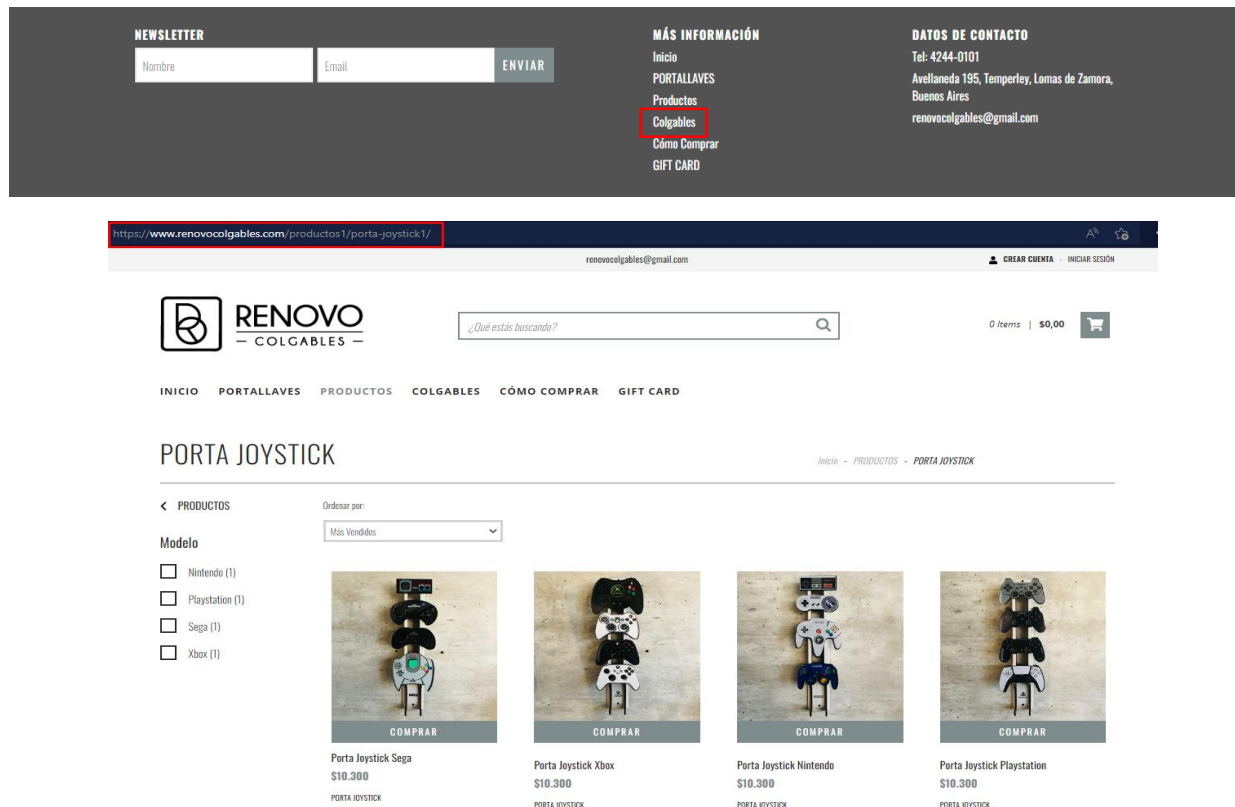 NEWSLETTER
Nombre
Email
ENVIAR
MÁS INFORMACIÓN
Inicio
PORTALLAVES
Productos
Colgables
Cómo Comprar
GIFT CARD
DATOS DE CONTACTO
Tel: 4244-0101
Avellaneda 195, Temperley, Lomas de Zamora,
Buenos Aires
renovocolgables@gmail.com
https://www.renovocolgables.com/productos1/porta-joystick1/
renovocolgables@gmail.com
CREAR CUENTA - INICIAR SESIÓN
RENOVO
— COLGABLES —
¿Qué estás buscando?
0 Items | $0,00
INICIO PORTALLAVES PRODUCTOS COLGABLES CÓMO COMPRAR GIFT CARD
PORTA JOYSTICK
Inicio - PRODUCTOS - PORTA JOYSTICK
< PRODUCTOS
Modelo
Nintendo (1)
Playstation (1)
Sega (1)
Xbox (1)
Ordenar por:
Más Vendidos
COMPRAR
Porta Joystick Sega
$10.300
PORTA JOYSTICK
COMPRAR
Porta Joystick Xbox
$10.300
PORTA JOYSTICK
COMPRAR
Porta Joystick Nintendo
$10.300
PORTA JOYSTICK
COMPRAR
Porta Joystick Playstation
$10.300
PORTA JOYSTICK